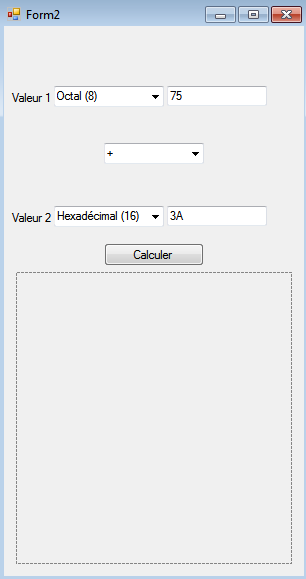 Form2
Valeur 1 Octal (8) 75
+
Valeur 2 Hexadécimal (16) 3A
Calculer